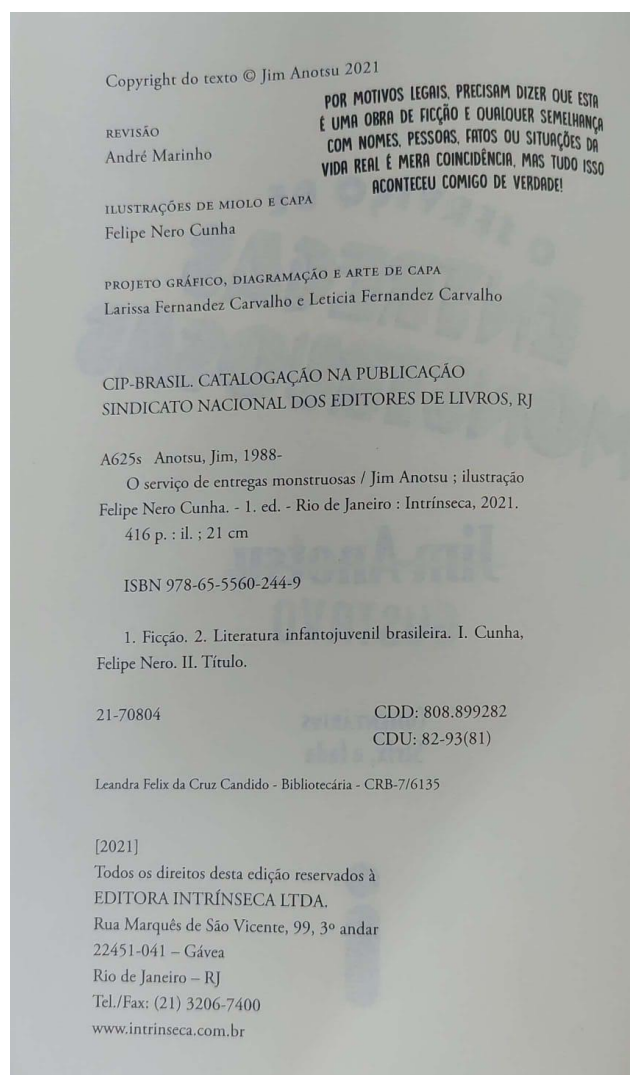 Copyright do texto © Jim Anotsu 2021
POR MOTIVOS LEGAIS, PRECISAM DIZER QUE ESTA
É UMA OBRA DE FICÇÃO E QUALQUER SEMELHANÇA
COM NOMES, PESSOAS, FATOS OU SITUAÇÕES DA
VIDA REAL É MERA COINCIDÊNCIA, MAS TUDO ISSO
ACONTECEU COMIGO DE VERDADE!
REVISÃO
André Marinho
ILUSTRAÇÕES DE MIOLO E CAPA
Felipe Nero Cunha
PROJETO GRÁFICO, DIAGRAMAÇÃO E ARTE DE CAPA
Larissa Fernandez Carvalho e Leticia Fernandez Carvalho
CIP-BRASIL. CATALOGAÇÃO NA PUBLICAÇÃO
SINDICATO NACIONAL DOS EDITORES DE LIVROS, RJ
A625s Anotsu, Jim, 1988-
O serviço de entregas monstruosas / Jim Anotsu ; ilustração
Felipe Nero Cunha. - 1. ed. - Rio de Janeiro : Intrínseca, 2021.
416 p. : il. ; 21 cm
ISBN 978-65-5560-244-9
1. Ficção. 2. Literatura infantojuvenil brasileira. I. Cunha,
Felipe Nero. II. Título.
21-70804 CDD: 808.899282
CDU: 82-93(81)
Leandra Felix da Cruz Candido - Bibliotecária - CRB-7/6135
[2021]
Todos os direitos desta edição reservados à
EDITORA INTRÍNSECA LTDA.
Rua Marquês de São Vicente, 99, 3º andar
22451-041 – Gávea
Rio de Janeiro – RJ
Tel./Fax: (21) 3206-7400
www.intrinseca.com.br